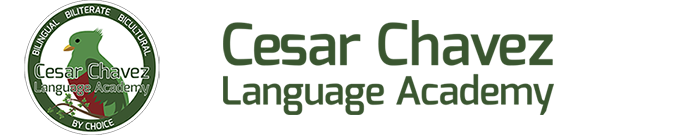 BILINGUAL BILITERATE BICULTURAL
Cesar Chavez
Language Academy
BY CHOICE
Cesar Chavez
Language Academy